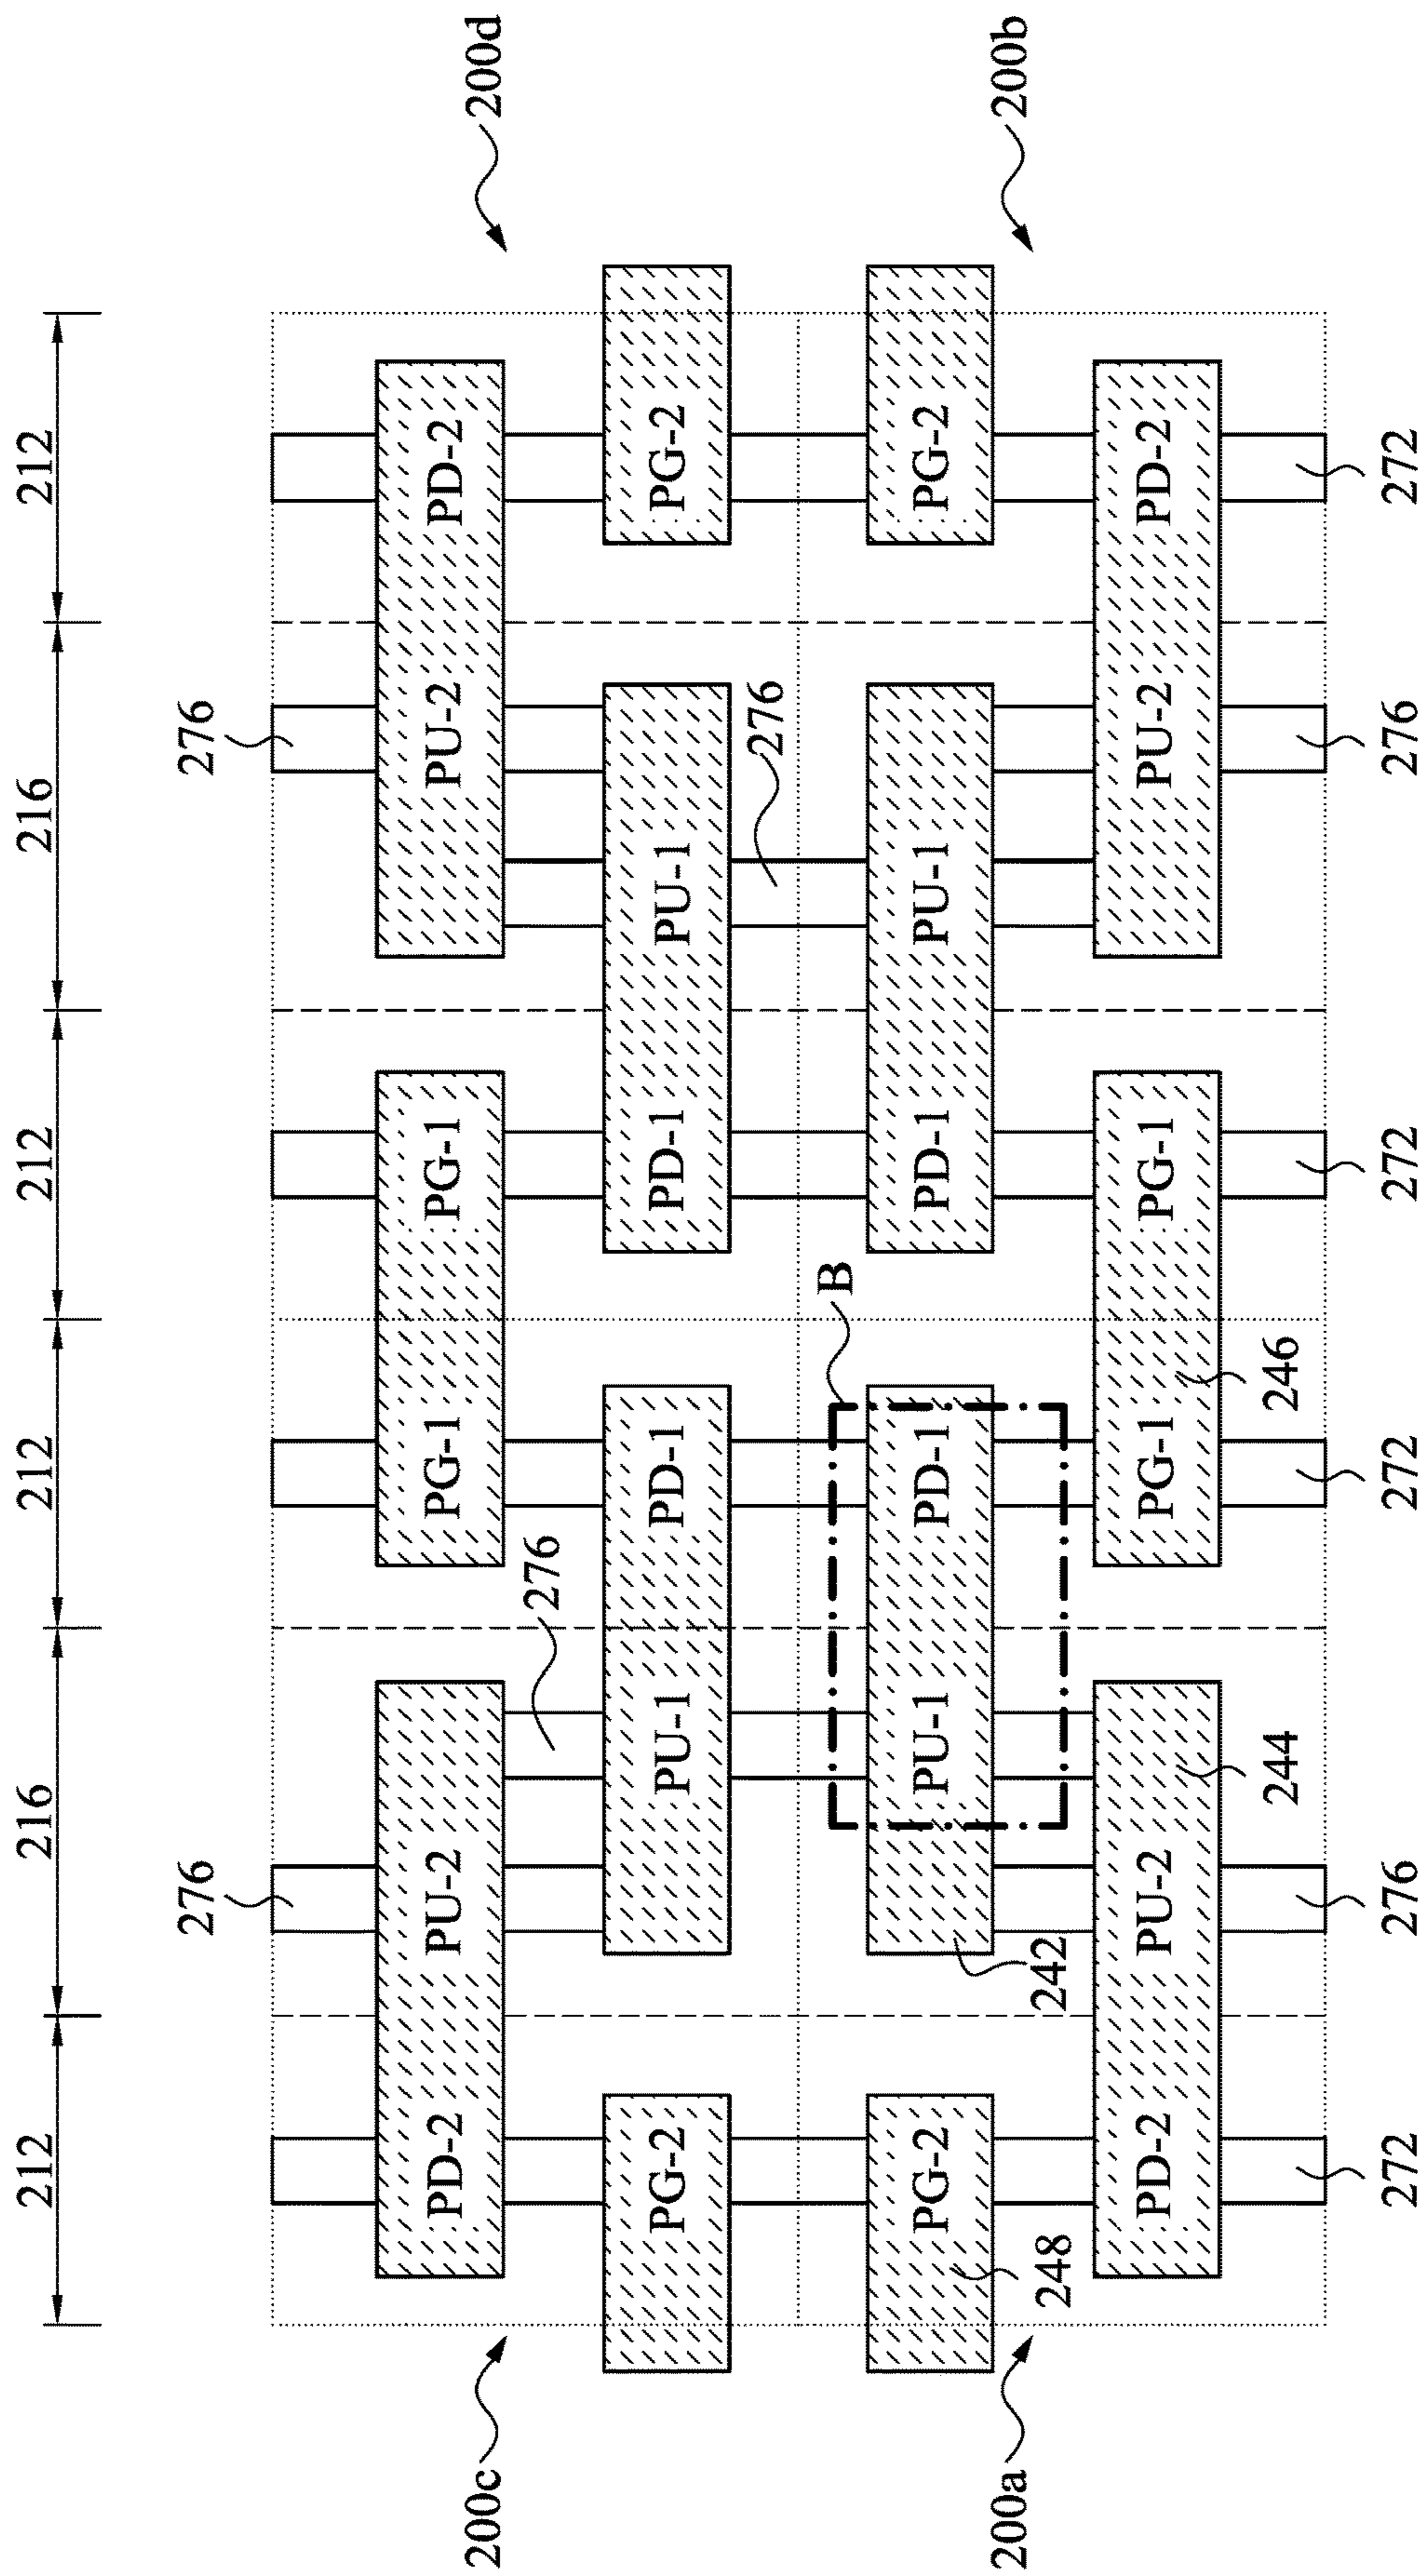 212 216 212 212 216 212
276 276
PD-2 PU-2 PG-1 PG-1 PU-2 PD-2
200c 200d
276
PG-2 PU-1 PD-1 PD-1 PU-1 PG-2
276
B
PG-2 PU-1 PD-1 PD-1 PU-1 PG-2
200a 200b
248 242
PD-2 PU-2 PG-1 PG-1 PU-2 PD-2
244 246
272 276 272 272 276 272